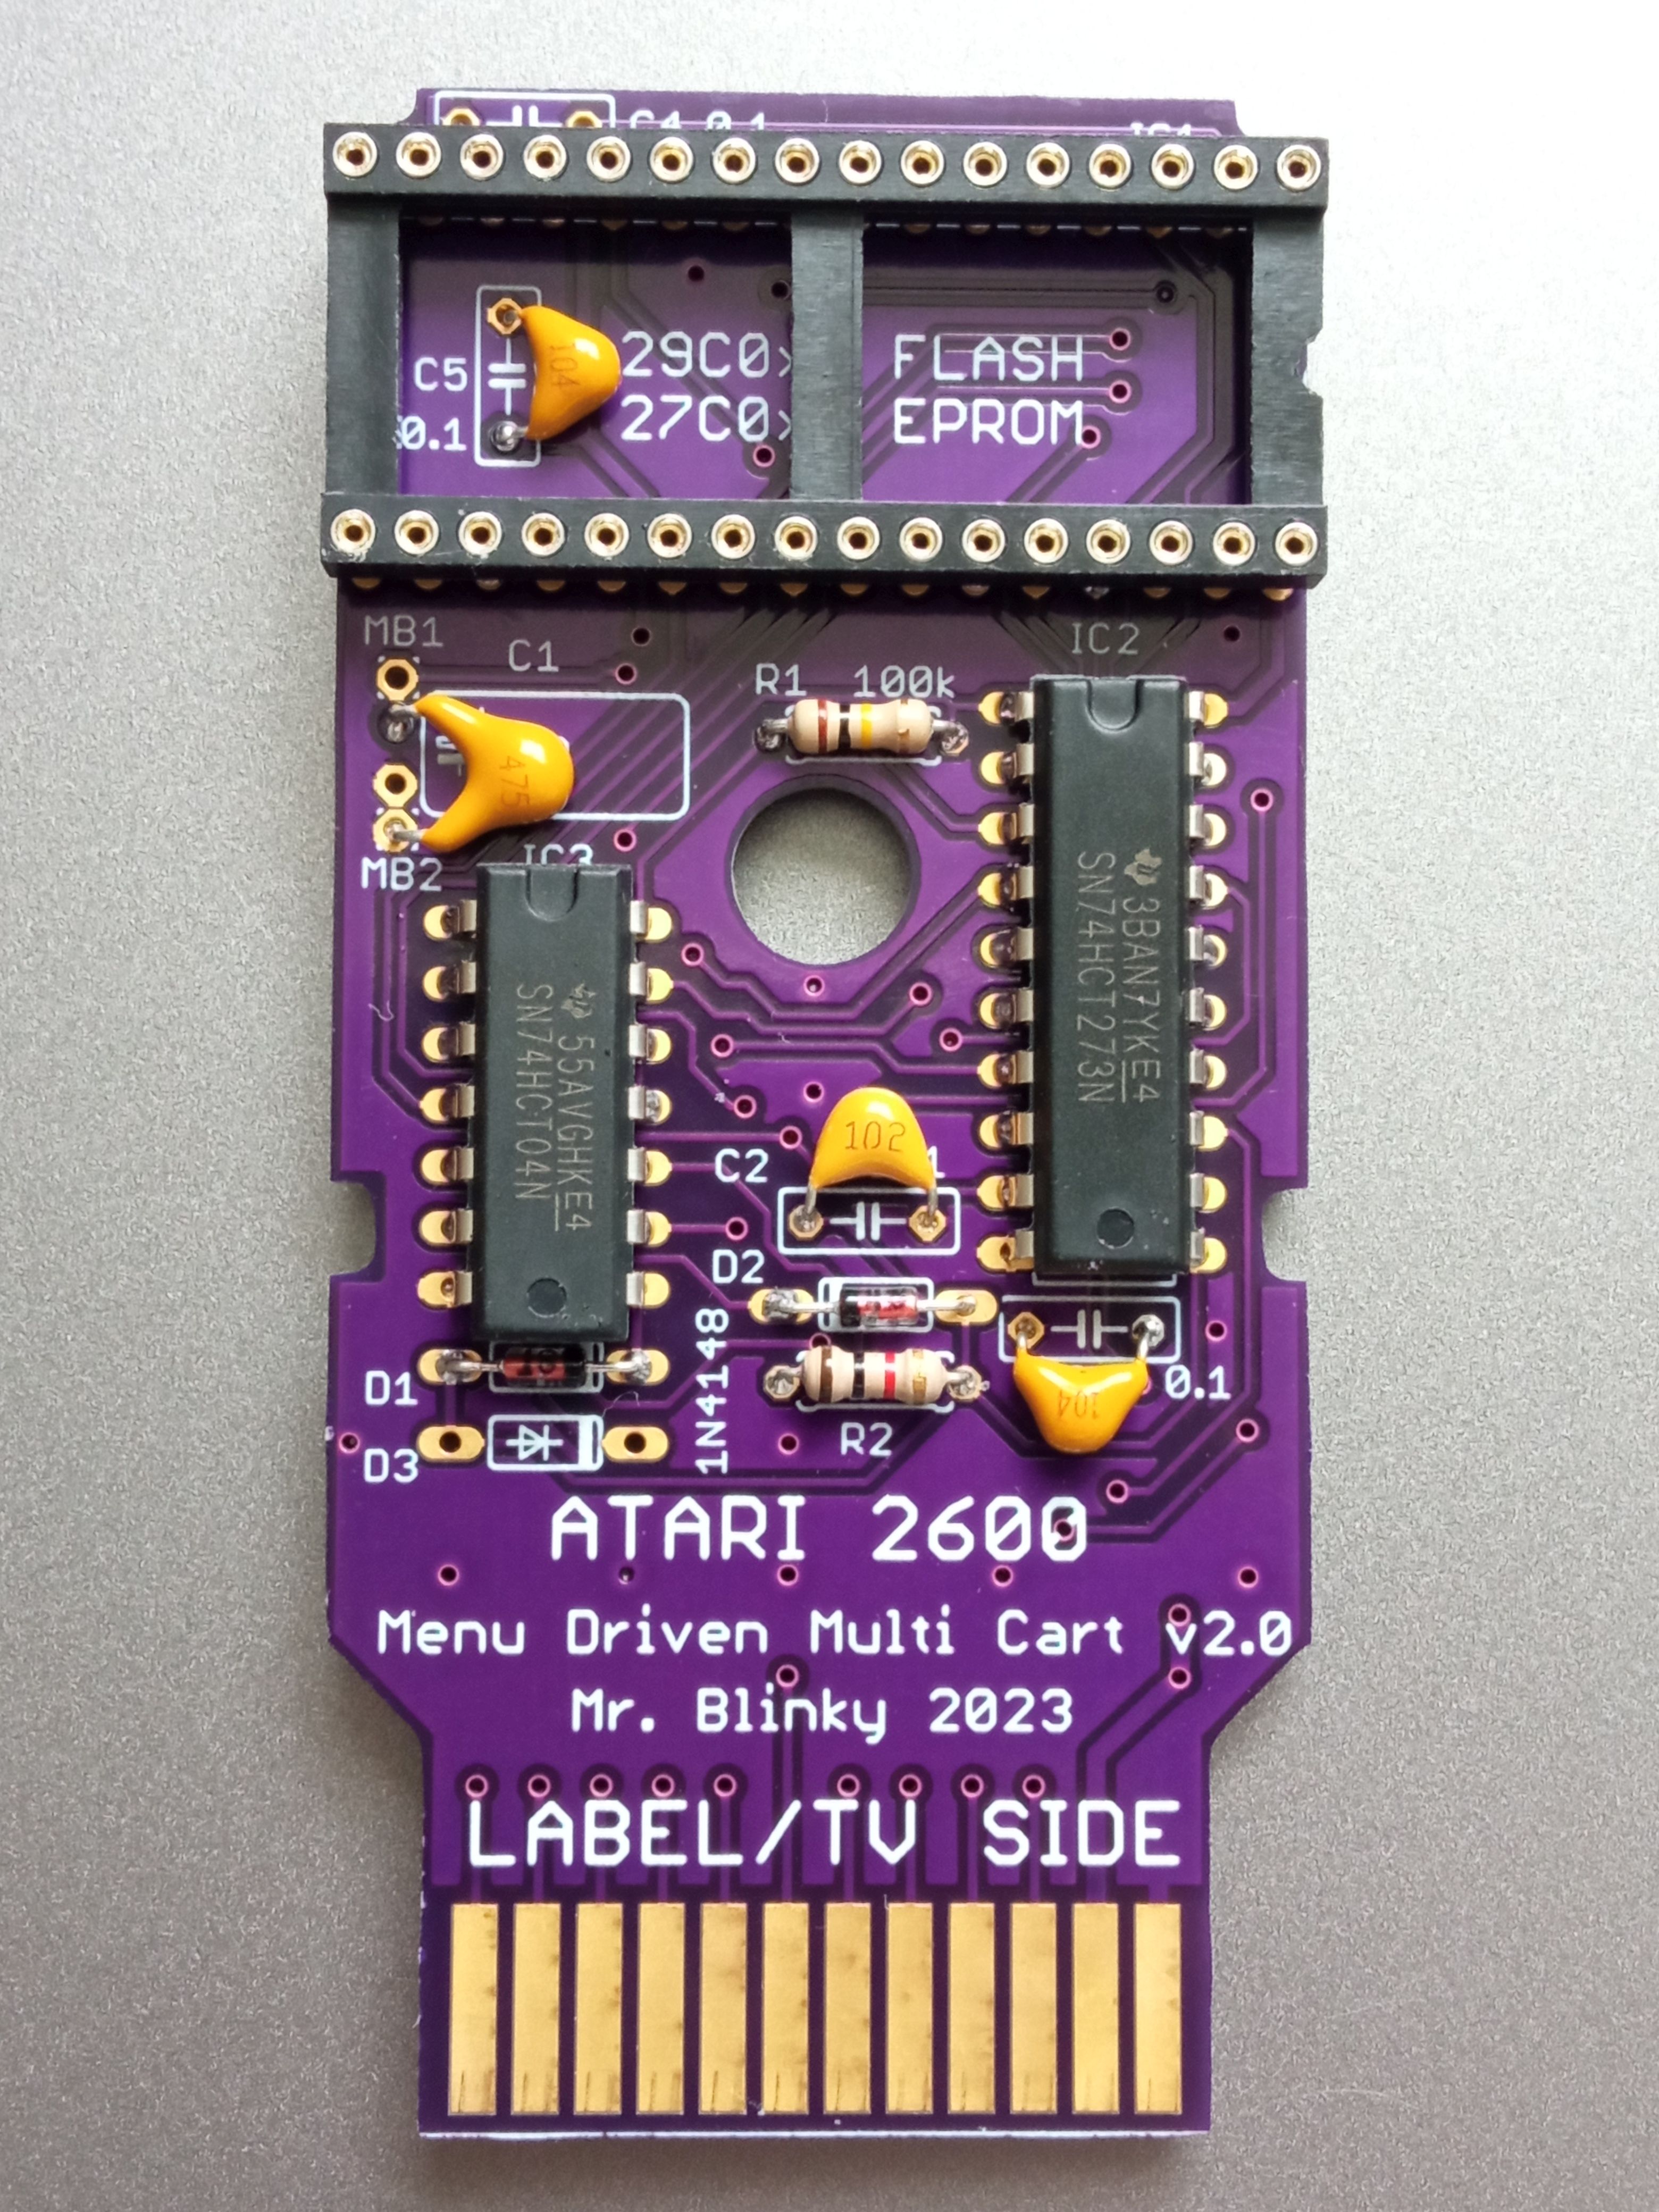 C4 0.1
IC1
104
C5
0.1
29C0
27C0
FLASH
EPROM
MB1
C1
475
MB2
R1 100k
IC2
IC3
3BAN7YKE4
SN74HCT273N
55AVGHKE4
SN74HCT04N
102
C2
D2
1N4148
D1
D3
R2
104
0.1
ATARI 2600
Menu Driven Multi Cart v2.0
Mr. Blinky 2023
LABEL/TV SIDE